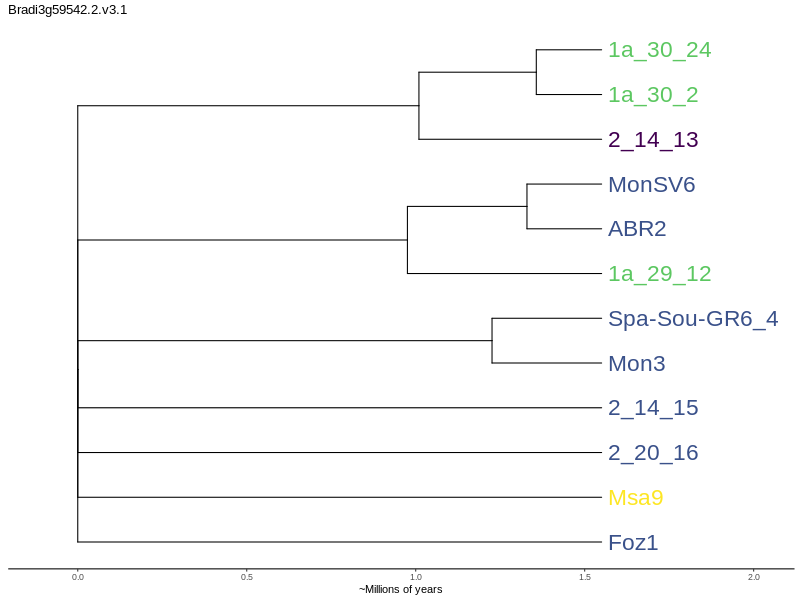 Bradi3g59542.2.v3.1
1a_30_24
1a_30_2
2_14_13
MonSV6
ABR2
1a_29_12
Spa-Sou-GR6_4
Mon3
2_14_15
2_20_16
Msa9
Foz1
0.0 0.5 1.0 1.5 2.0
~Millions of years